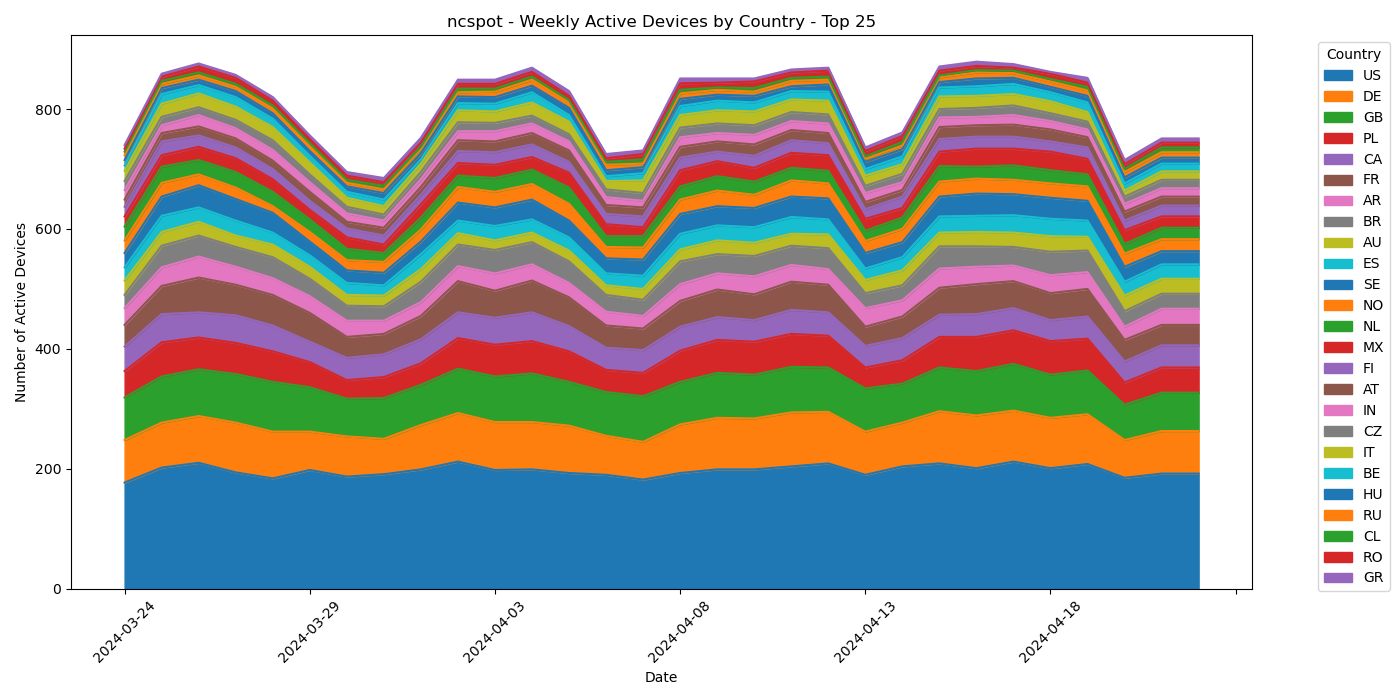 ncspot - Weekly Active Devices by Country - Top 25
Number of Active Devices
800
600
400
200
0
2024-03-24
2024-03-29
2024-04-03
2024-04-08
2024-04-13
2024-04-18
Date
Country
US
DE
GB
PL
CA
FR
AR
BR
AU
ES
SE
NO
NL
MX
FI
AT
IN
CZ
IT
BE
HU
RU
CL
RO
GR